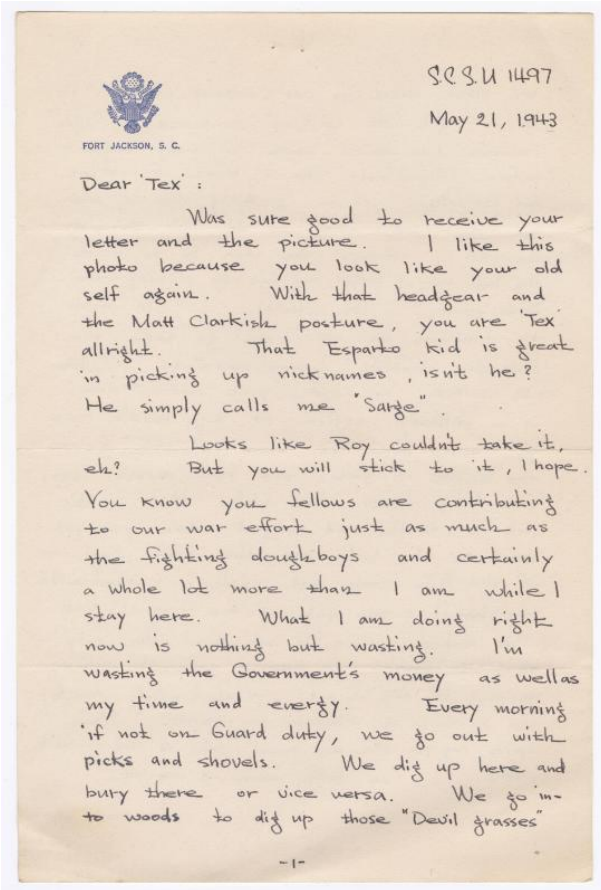 S.C.S.U 1497
May 21, 1943
FORT JACKSON, S. C.
Dear 'Tex' :
Was sure good to receive your
letter and the picture. I like this
photo because you look like your old
self again. With that headgear and
the Matt Clarkish posture, you are 'Tex'
allright. That Esparto kid is great
in picking up nicknames, isn't he?
He simply calls me "Sarge".
Looks like Roy couldn't take it,
eh? But you will stick to it, I hope.
You know you fellows are contributing
to our war effort just as much as
the fighting doughboys and certainly
a whole lot more than I am while I
stay here. What I am doing right
now is nothing but wasting. I'm
wasting the Government's money as well as
my time and energy. Every morning
if not on Guard duty, we go out with
picks and shovels. We dig up here and
bury there or vice versa. We go in-
to woods to dig up those "Devil grasses"
-1-